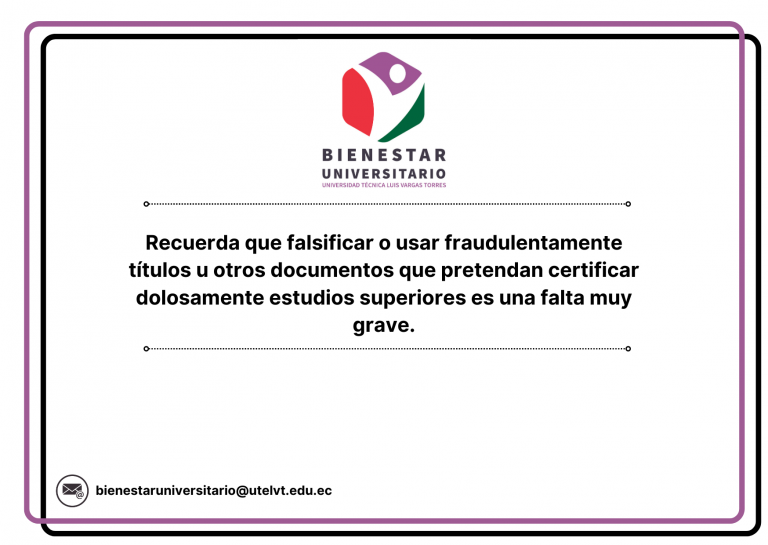 BIENESTAR
UNIVERSITARIO
UNIVERSIDAD TÉCNICA LUIS VARGAS TORRES
Recuerda que falsificar o usar fraudulentamente
títulos u otros documentos que pretendan certificar
dolosamente estudios superiores es una falta muy
grave.
@
bienestaruniversitario@utelvt.edu.ec